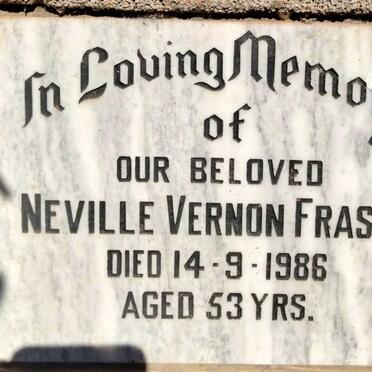 In Loving Memo
of
OUR BELOVED
NEVILLE VERNON FRAS
DIED 14-9-1986
AGED 53 YRS.